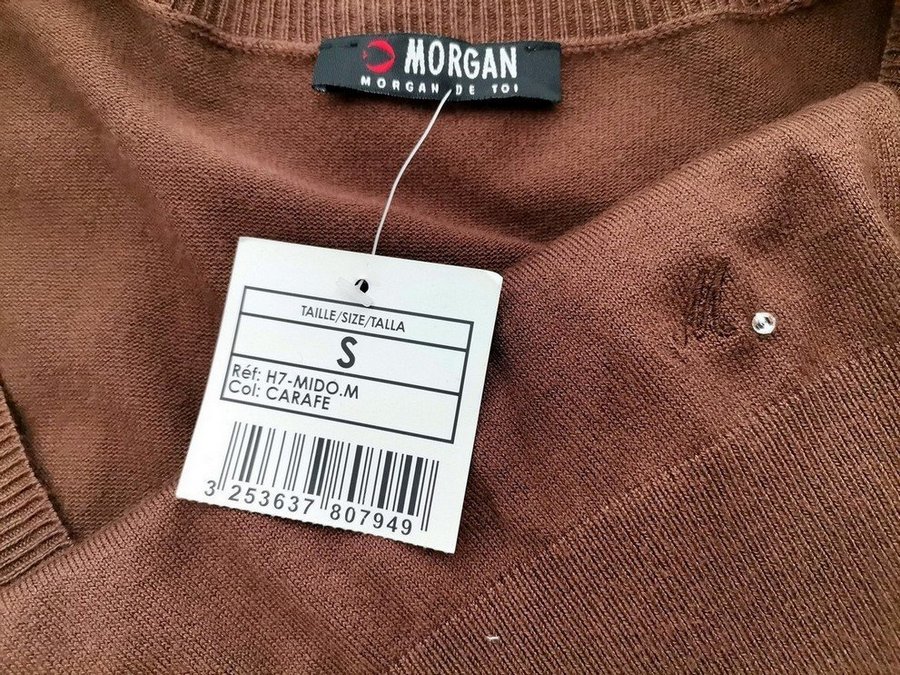 MORGAN
MORGAN DE TOI
TAILLE/SIZE/TALLA
S
Réf: H7-MIDO.M
Col: CARAFE
3 253637 807949